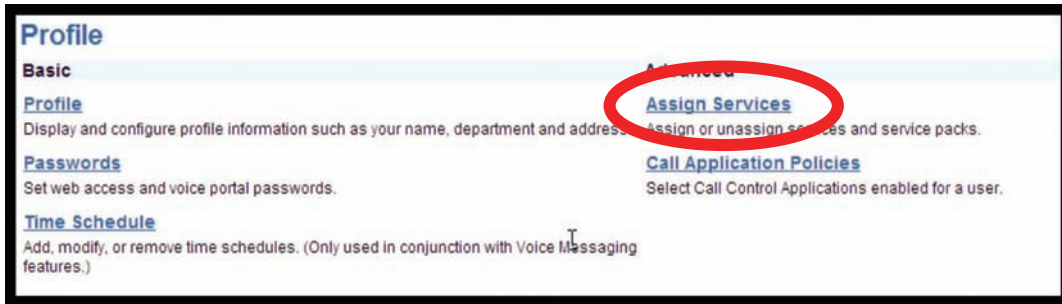 Profile
Basic
Advanced
Profile
Assign Services
Display and configure profile information such as your name, department and address.
Assign or unassign services and service packs.
Passwords
Call Application Policies
Set web access and voice portal passwords.
Select Call Control Applications enabled for a user.
Time Schedule
Add, modify, or remove time schedules. (Only used in conjunction with Voice Messaging
features.)